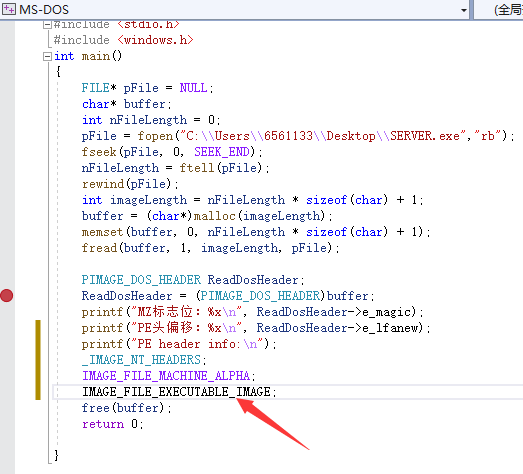 MS-DOS (全局
#include <stdio.h>
#include <windows.h>
int main()
{
FILE* pFile = NULL;
char* buffer;
int nFileLength = 0;
pFile = fopen("C:\\Users\\6561133\\Desktop\\SERVER.exe","rb");
fseek(pFile, 0, SEEK_END);
nFileLength = ftell(pFile);
rewind(pFile);
int imageLength = nFileLength * sizeof(char) + 1;
buffer = (char*)malloc(imageLength);
memset(buffer, 0, nFileLength * sizeof(char) + 1);
fread(buffer, 1, imageLength, pFile);
PIMAGE_DOS_HEADER ReadDosHeader;
ReadDosHeader = (PIMAGE_DOS_HEADER)buffer;
printf("MZ标志位：%x\n", ReadDosHeader->e_magic);
printf("PE头偏移：%x\n", ReadDosHeader->e_lfanew);
printf("PE header info:\n");
_IMAGE_NT_HEADERS;
IMAGE_FILE_MACHINE_ALPHA;
IMAGE_FILE_EXECUTABLE_IMAGE;
free(buffer);
return 0;
}